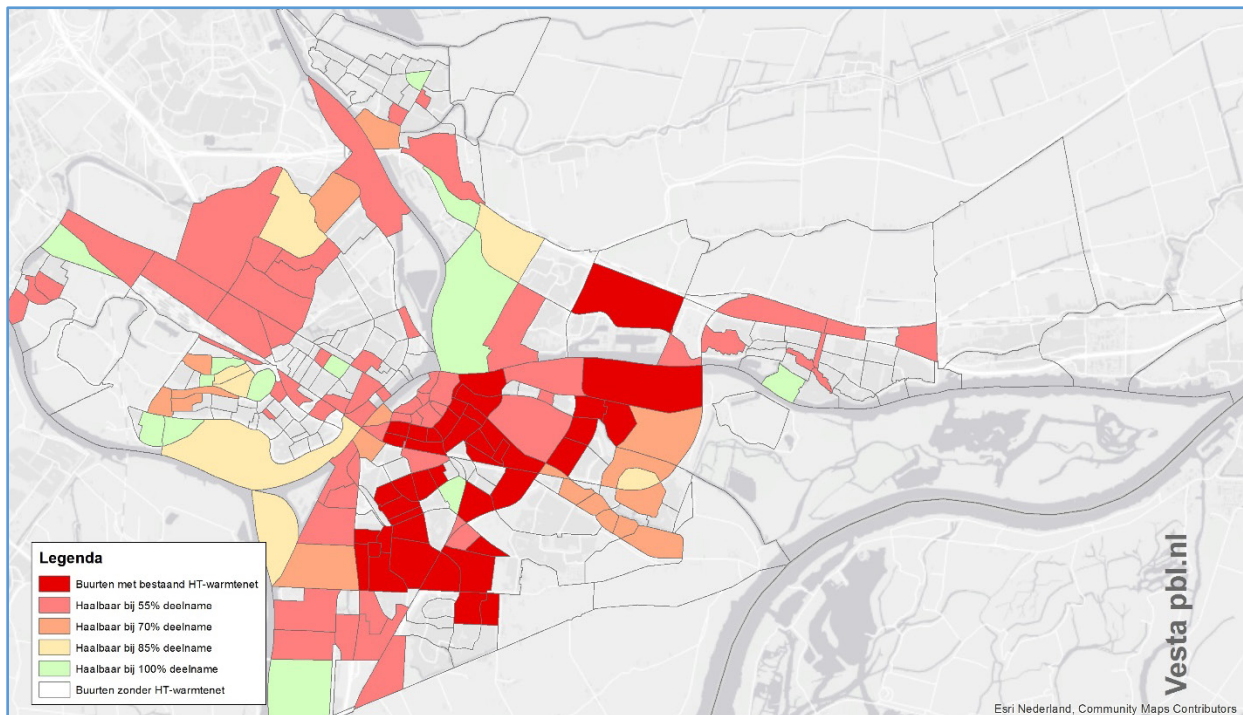 Legenda
Buurten met bestaand HT-warmtenet
Haalbaar bij 55% deelname
Haalbaar bij 70% deelname
Haalbaar bij 85% deelname
Haalbaar bij 100% deelname
Buurten zonder HT-warmtenet
Vesta pbl.nl
Esri Nederland, Community Maps Contributors